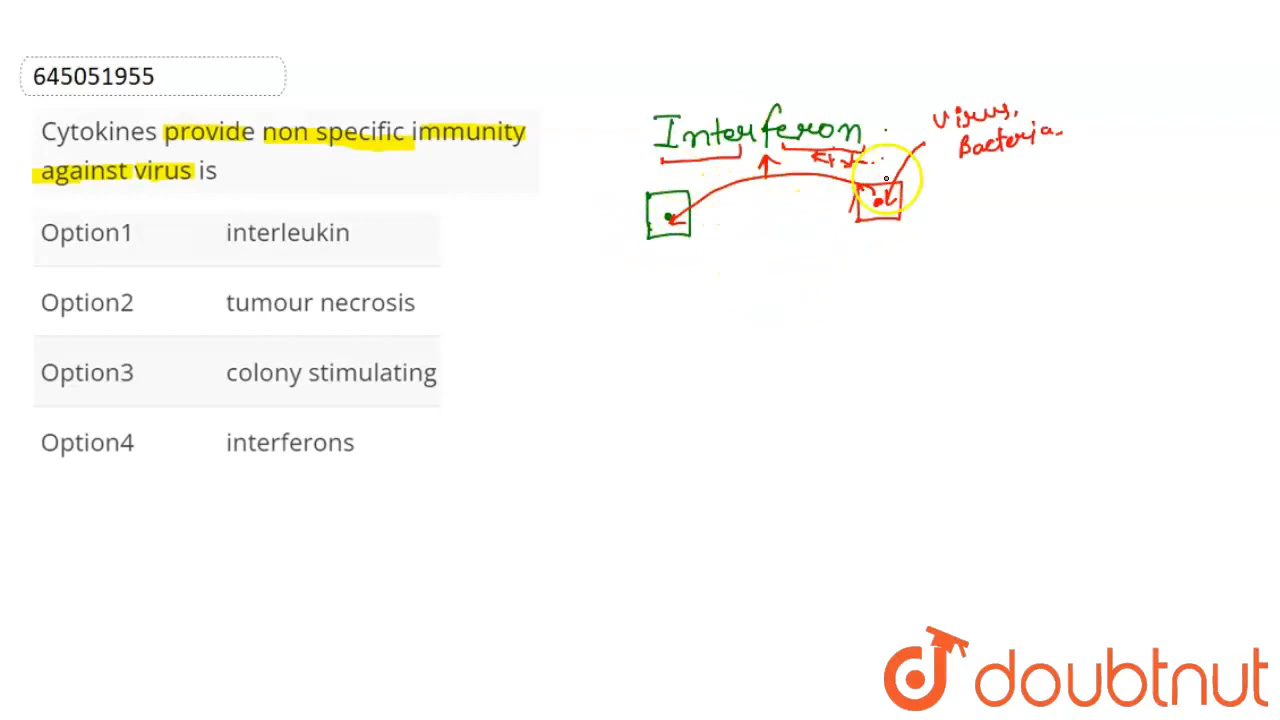 645051955
Cytokines provide non specific immunity
against virus is
Option1 interleukin
Option2 tumour necrosis
Option3 colony stimulating
Option4 interferons
Interferon
Virus,
Bacteria
doubtnut